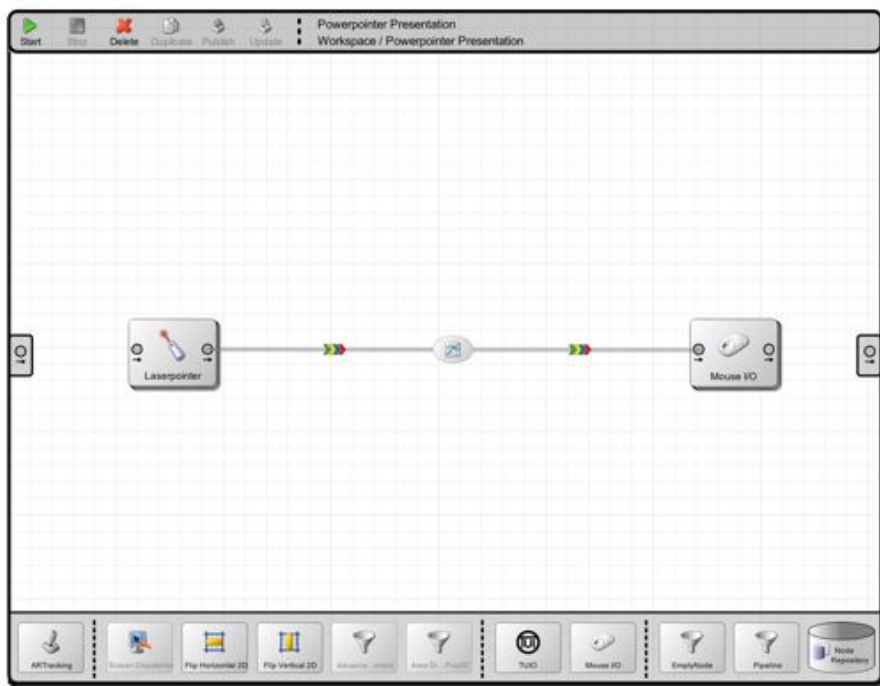 Powerpointer Presentation
Start Stop Delete Duplicate Publish Update
Workspace / Powerpointer Presentation
Laserpointer
Mouse I/O
ARTracking
Flip Horizontal 2D
Flip Vertical 2D
TUIO
Mouse I/O
EmptyNode
Pipeline
Node
Repository